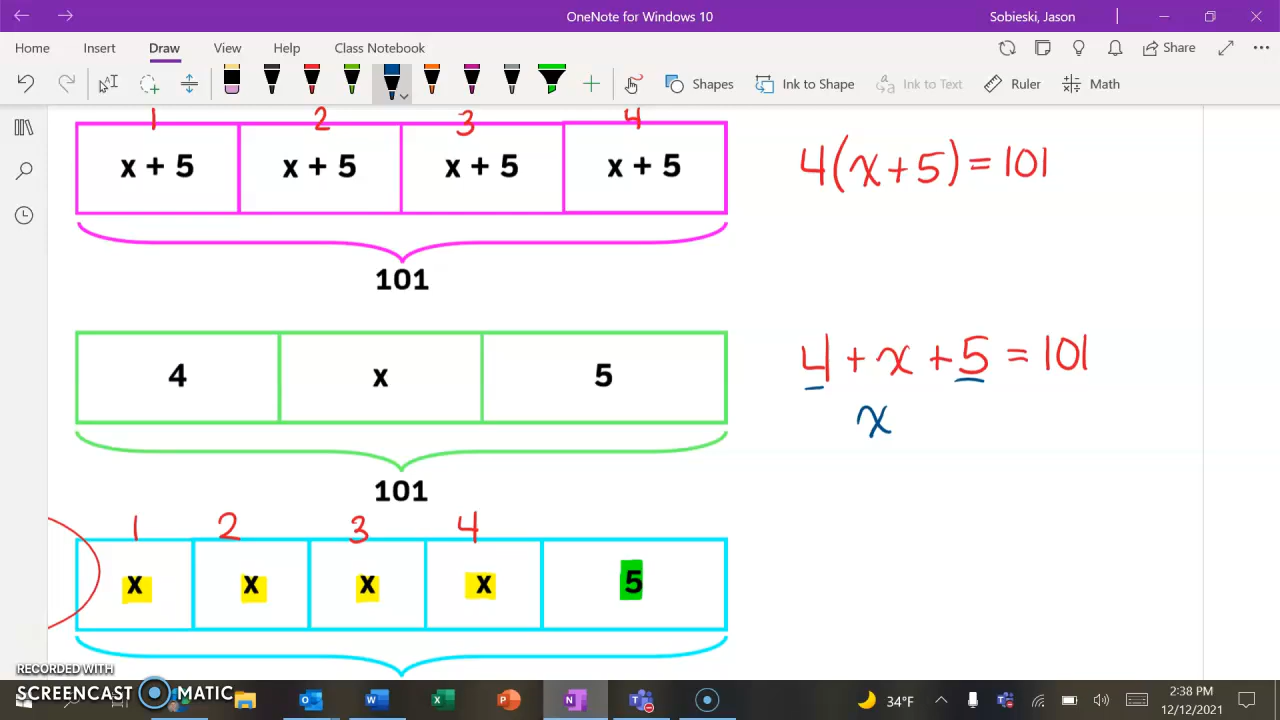 OneNote for Windows 10
Sobieski, Jason
Home Insert Draw View Help Class Notebook
Share
Shapes Ink to Shape Ink to Text Ruler Math
1 2 3 4
x + 5 x + 5 x + 5 x + 5
4(x+5)=101
101
4 x 5
4+x+5=101
x
101
1 2 3 4
x x x x 5
RECORDED WITH
SCREENCAST MATIC
34°F
2:38 PM
12/12/2021